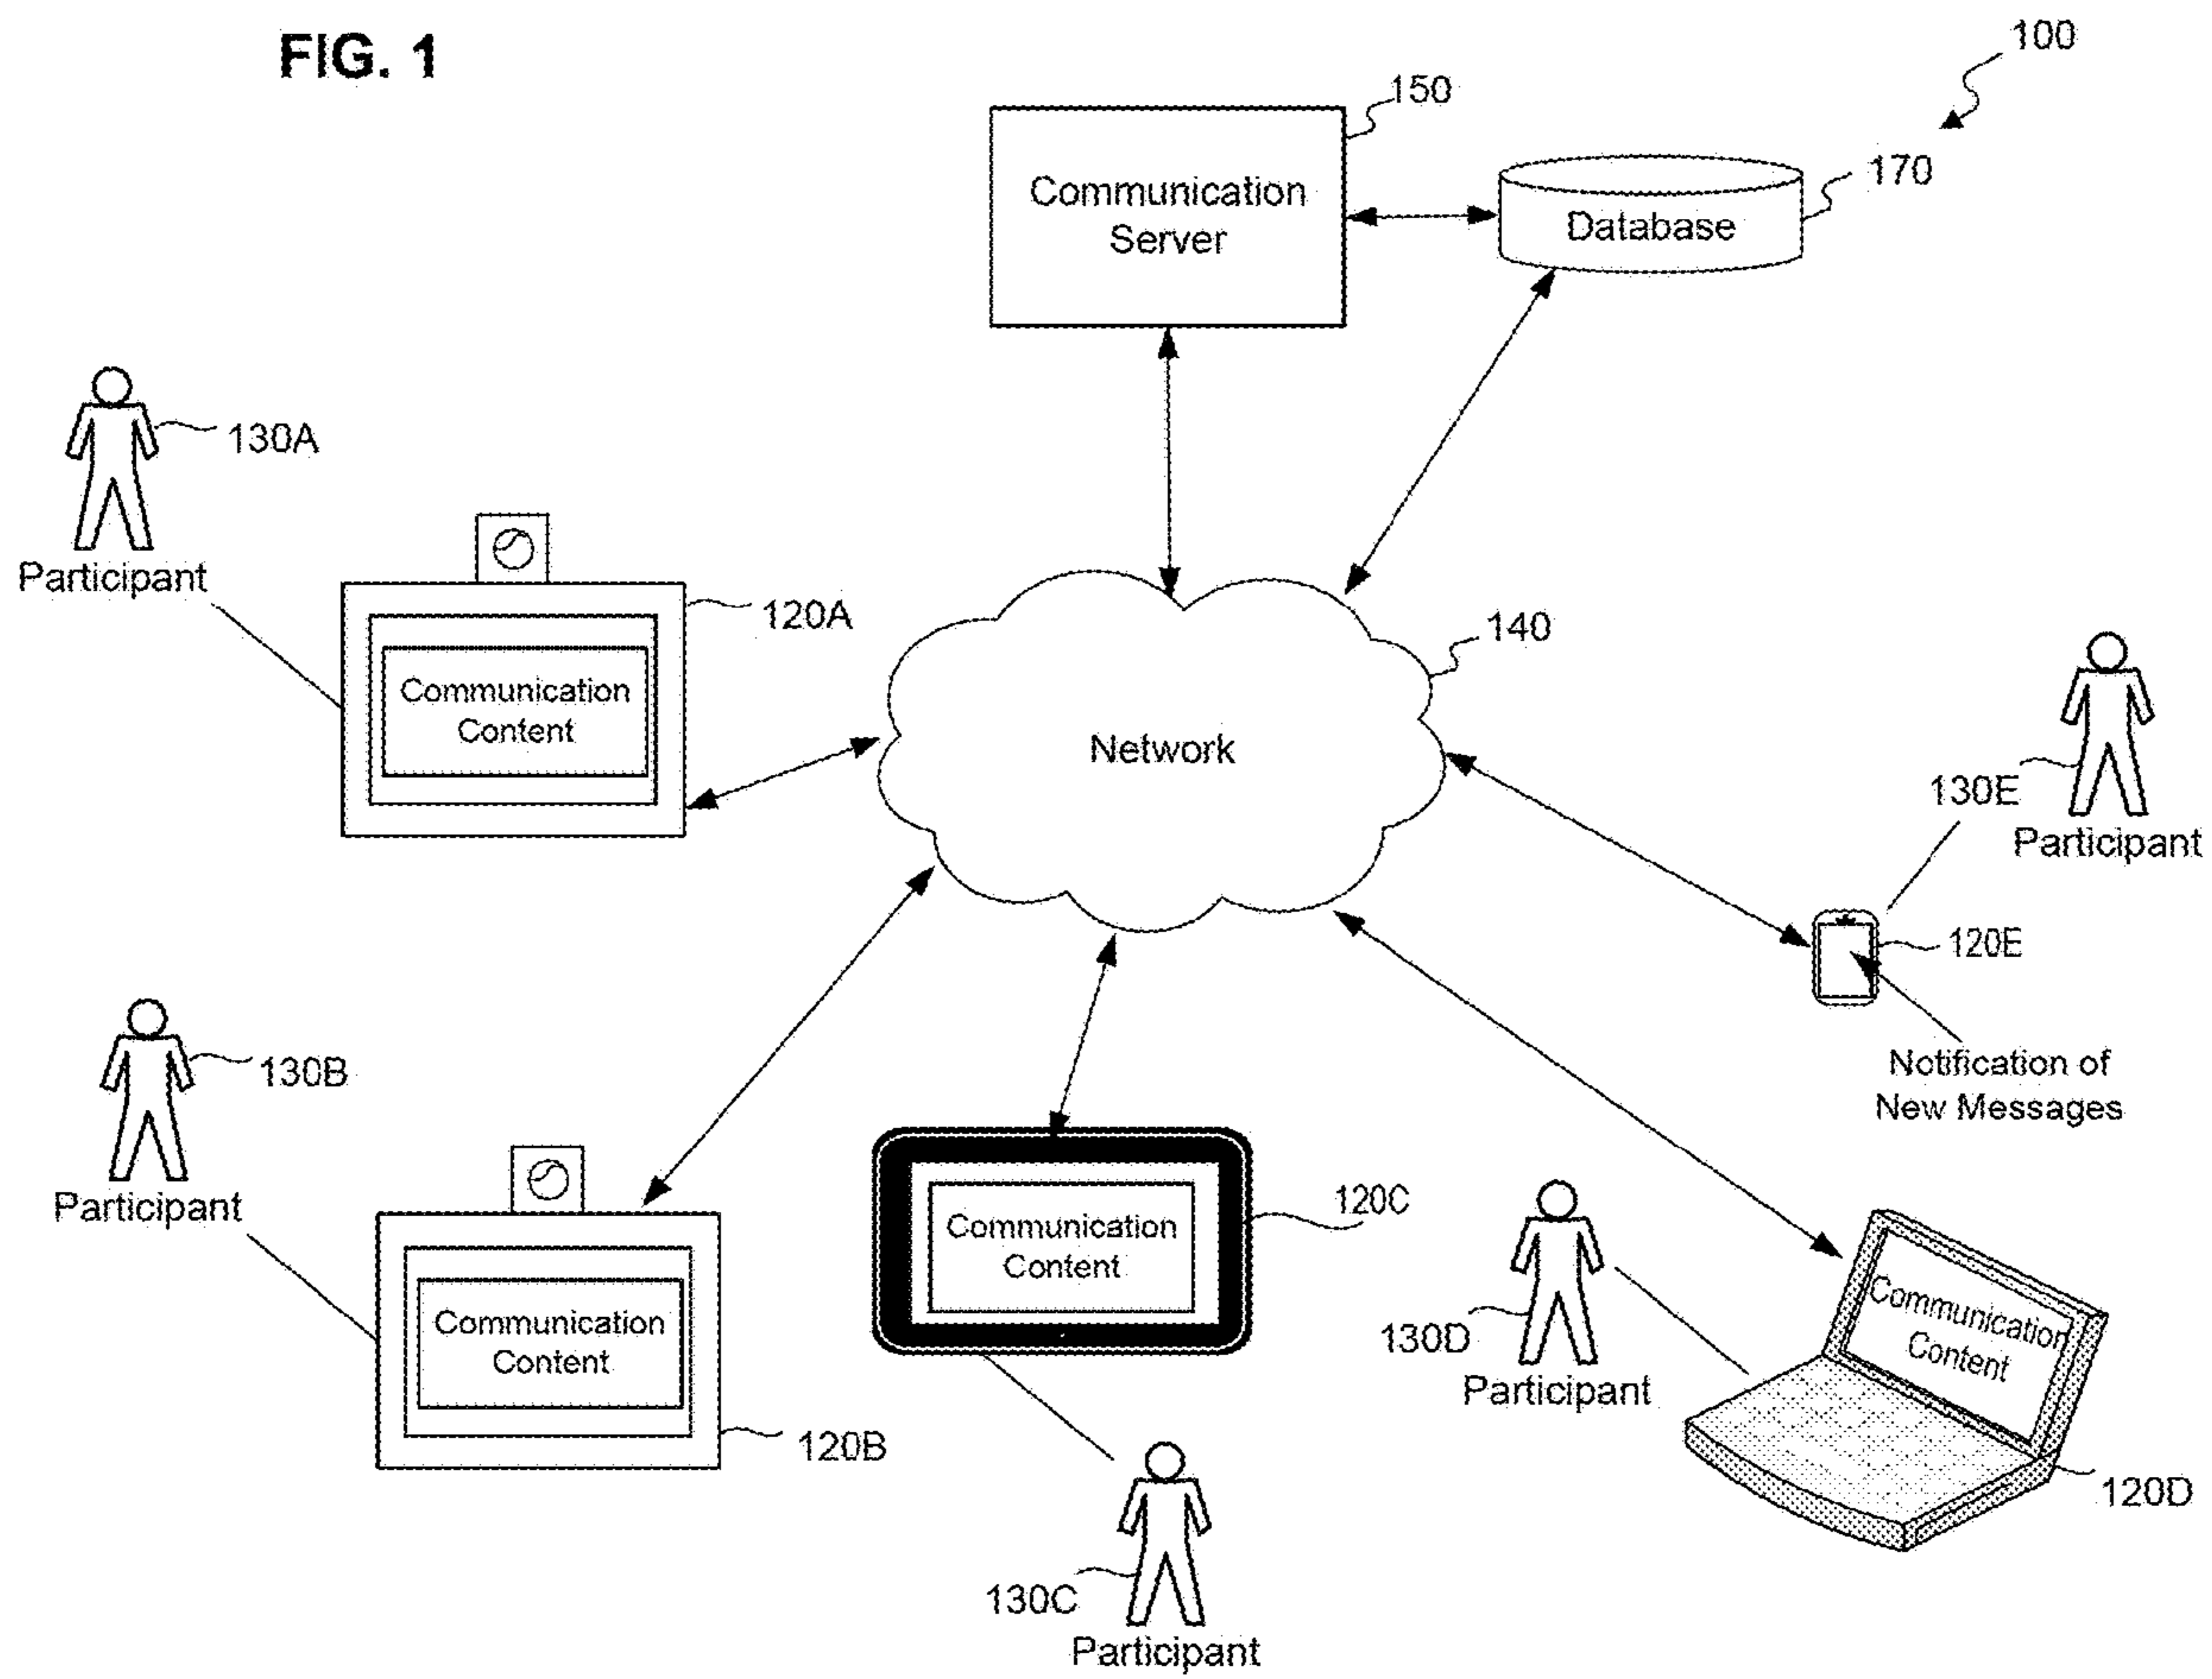 FIG. 1
100
150
Communication
Server
170
Database
130A
Participant
120A
Communication
Content
140
Network
130E
Participant
120E
Notification of
New Messages
130B
Participant
Communication
Content
120B
120C
Communication
Content
130C
Participant
130D
Participant
Communication
Content
120D